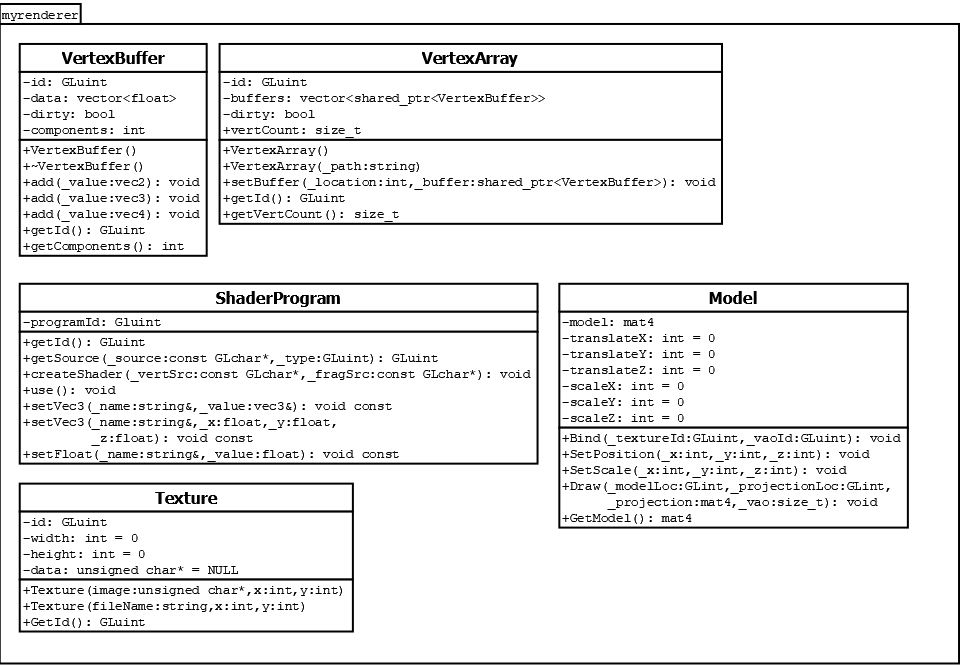 myrenderer
VertexBuffer
-id: GLuint
-data: vector<float>
-dirty: bool
-components: int
+VertexBuffer()
+~VertexBuffer()
+add(_value:vec2): void
+add(_value:vec3): void
+add(_value:vec4): void
+getId(): GLuint
+getComponents(): int
VertexArray
-id: GLuint
-buffers: vector<shared_ptr<VertexBuffer>>
-dirty: bool
+vertCount: size_t
+VertexArray()
+VertexArray(_path:string)
+setBuffer(_location:int,_buffer:shared_ptr<VertexBuffer>): void
+getId(): GLuint
+getVertCount(): size_t
ShaderProgram
-programId: Gluint
+getId(): GLuint
+getSource(_source:const GLchar*,_type:GLuint): GLuint
+createShader(_vertSrc:const GLchar*,_fragSrc:const GLchar*): void
+use(): void
+setVec3(_name:string&,_value:vec3&): void const
+setVec3(_name:string&,_x:float,_y:float,
_z:float): void const
+setFloat(_name:string&,_value:float): void const
Model
-model: mat4
-translateX: int = 0
-translateY: int = 0
-translateZ: int = 0
-scaleX: int = 0
-scaleY: int = 0
-scaleZ: int = 0
+Bind(_textureId:GLuint,_vaoId:GLuint): void
+SetPosition(_x:int,_y:int,_z:int): void
+SetScale(_x:int,_y:int,_z:int): void
+Draw(_modelLoc:GLint,_projectionLoc:GLint,
_projection:mat4,_vao:size_t): void
+GetModel(): mat4
Texture
-id: GLuint
-width: int = 0
-height: int = 0
-data: unsigned char* = NULL
+Texture(image:unsigned char*,x:int,y:int)
+Texture(fileName:string,x:int,y:int)
+GetId(): GLuint